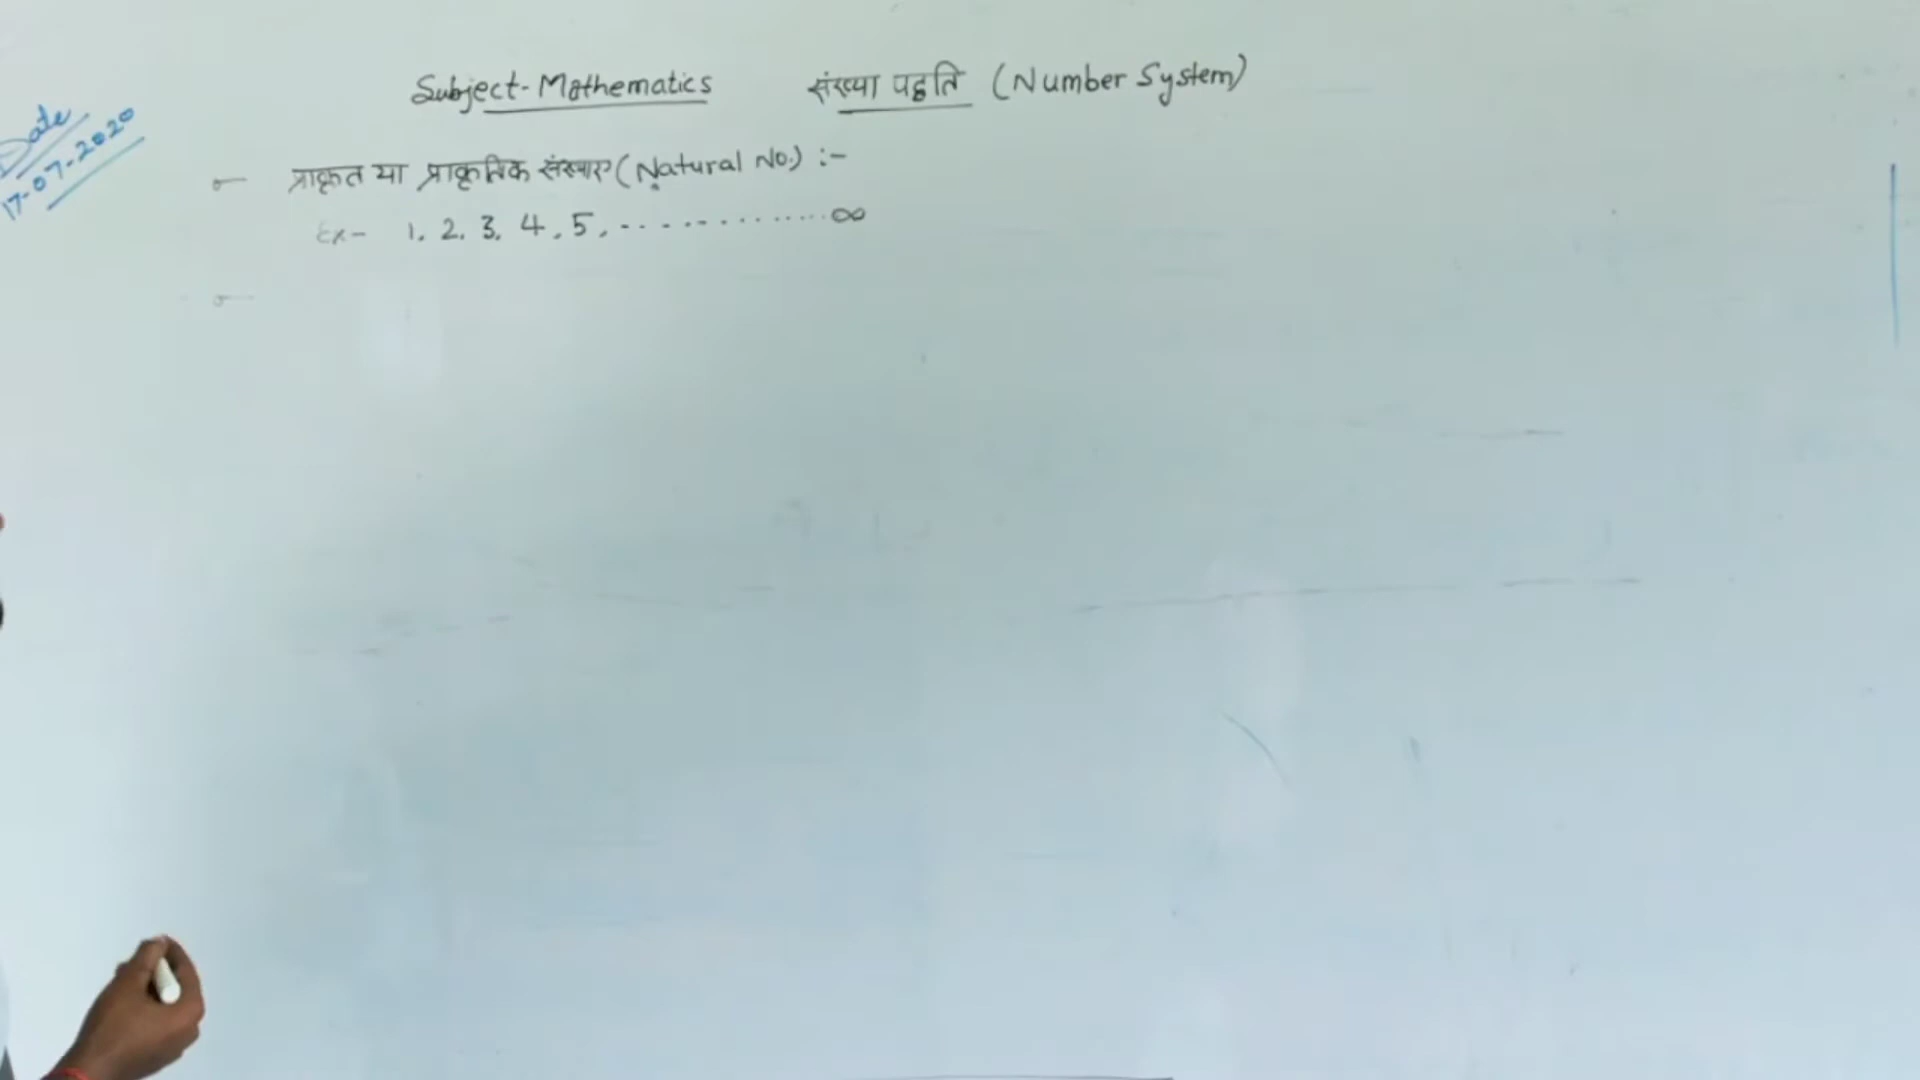 Date
17-07-2020
Subject-Mathematics संख्या पद्धति (Number System)
प्राकृत या प्राकृतिक संख्याए (Natural No.) :-
Ex- 1, 2, 3, 4, 5, ------------- ∞